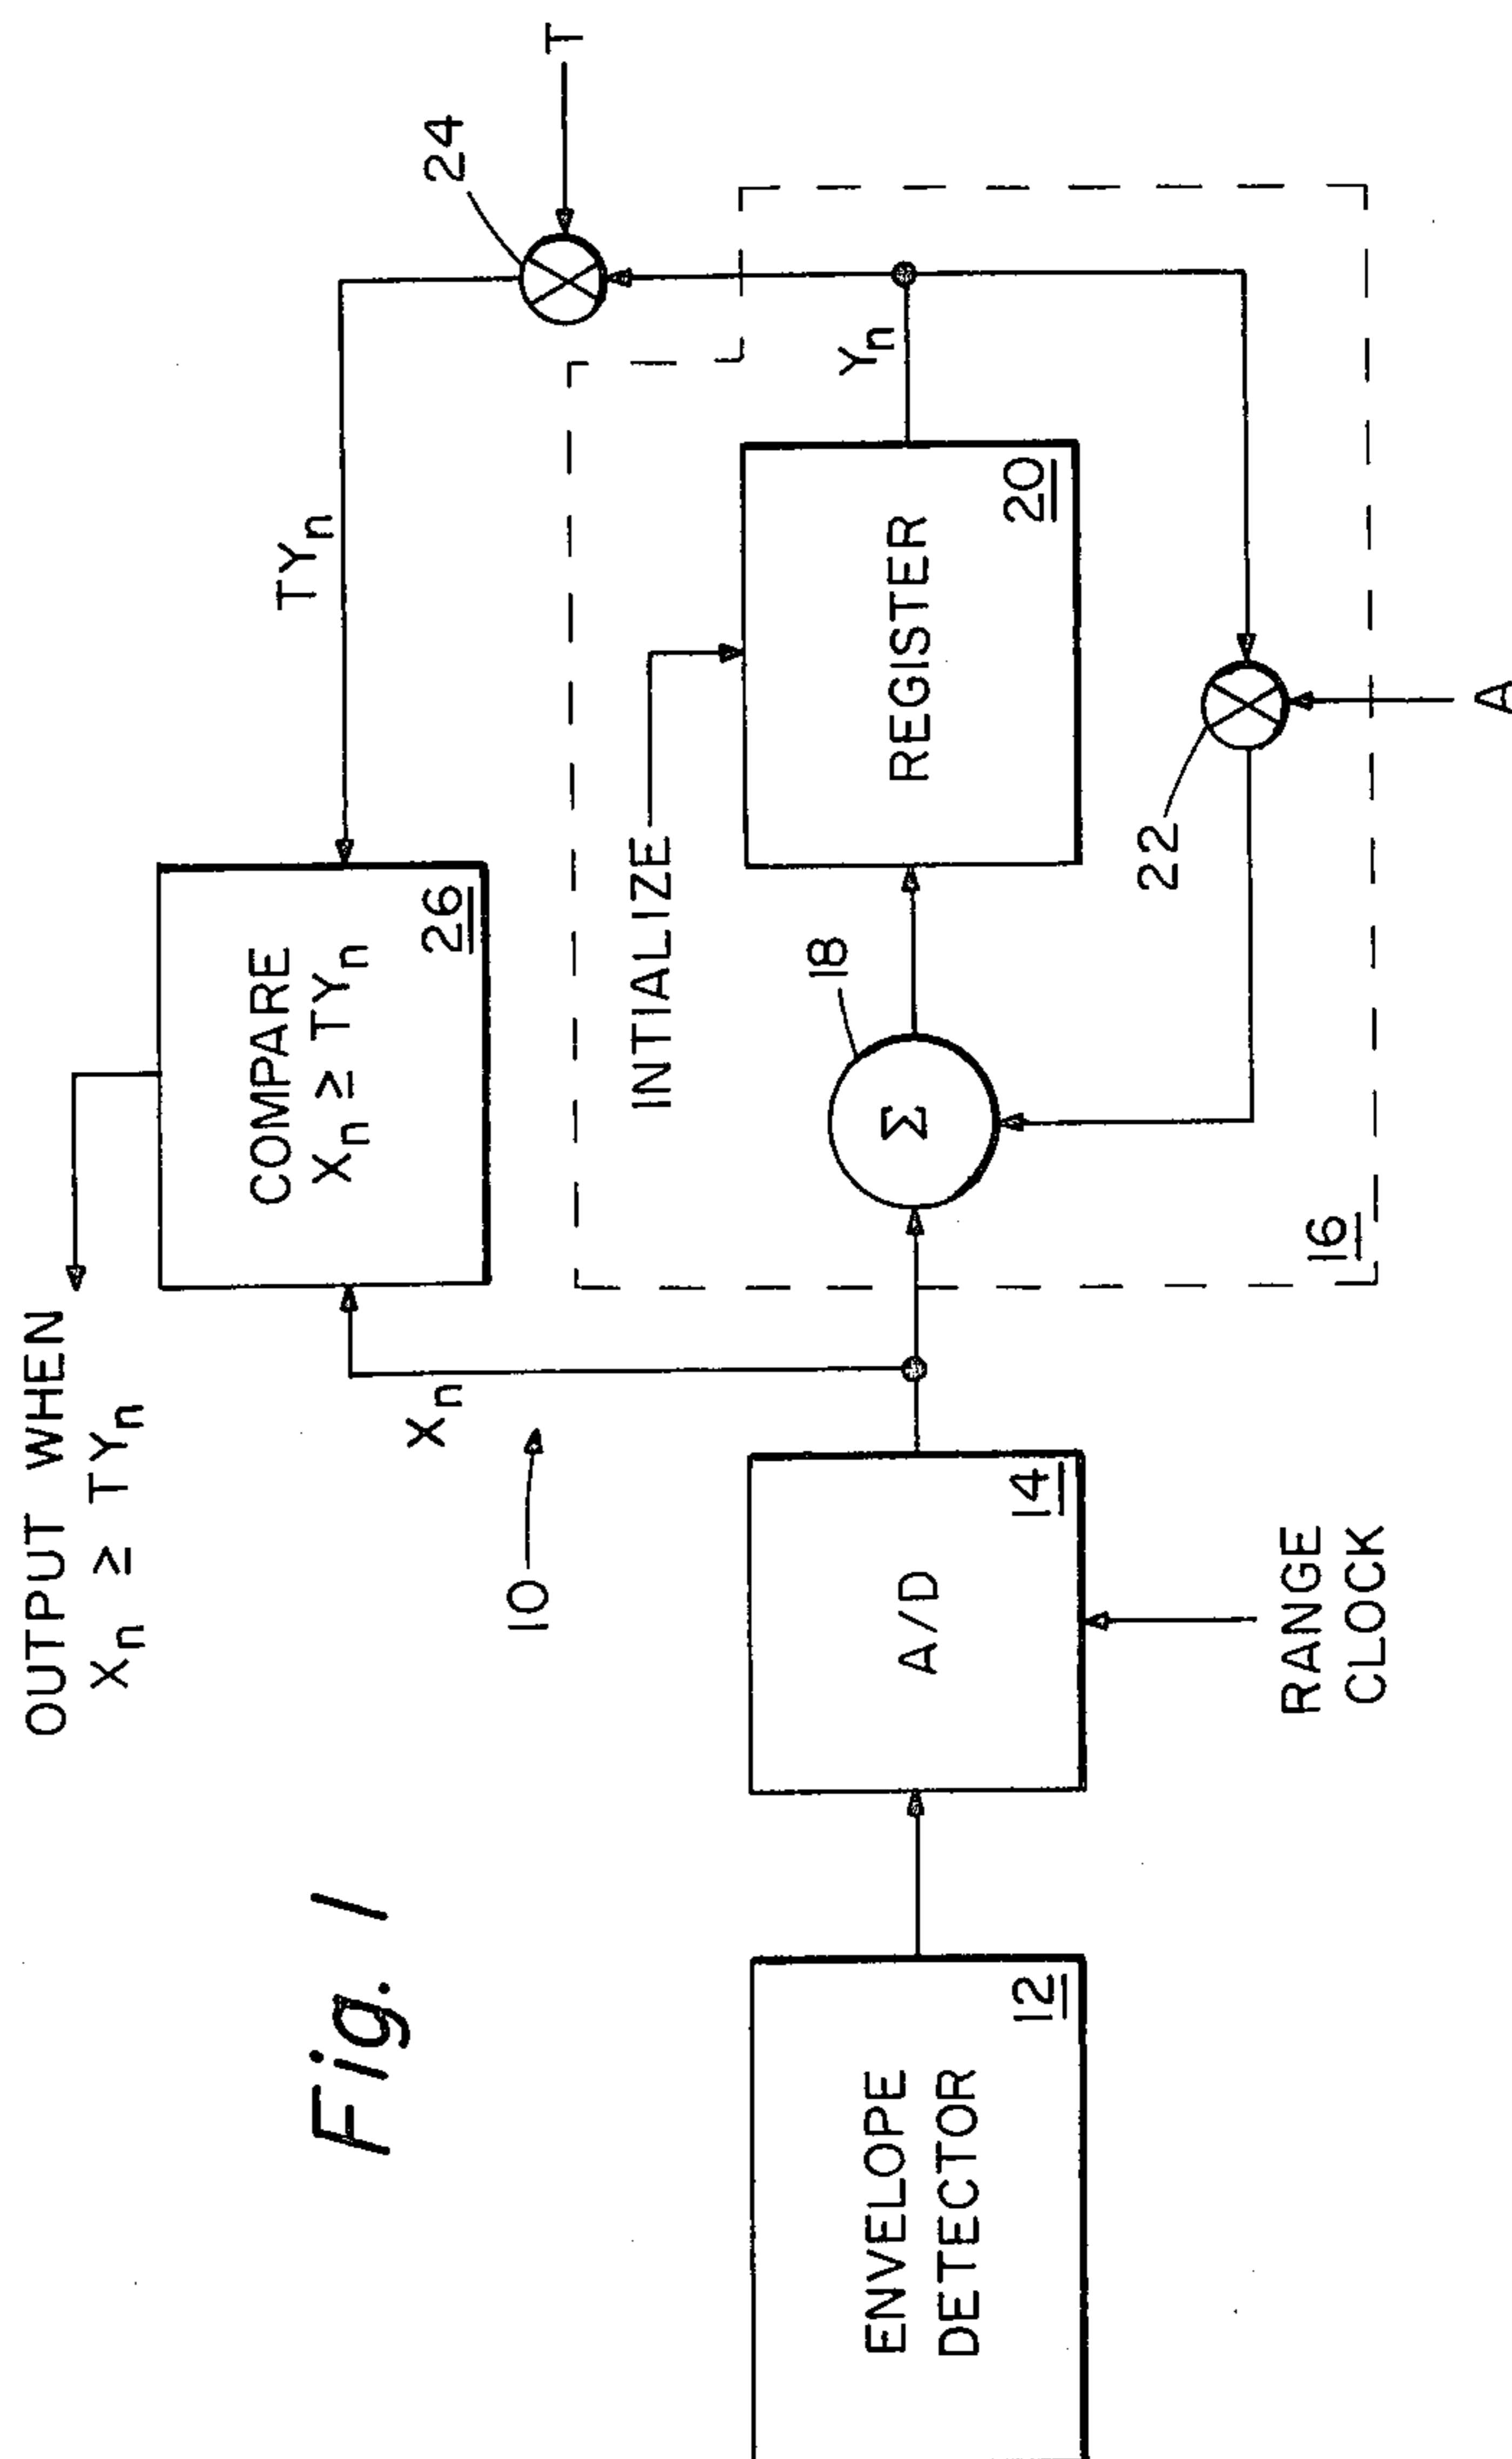 OUTPUT WHEN
Xn ≥ TYn
COMPARE
Xn ≥ TYn
26
TYn
24
T
Xn
10
INTIALIZE
Fig. 1
ENVELOPE
DETECTOR
12
A/D
14
RANGE
CLOCK
18
Σ
REGISTER
20
Yn
22
A
16